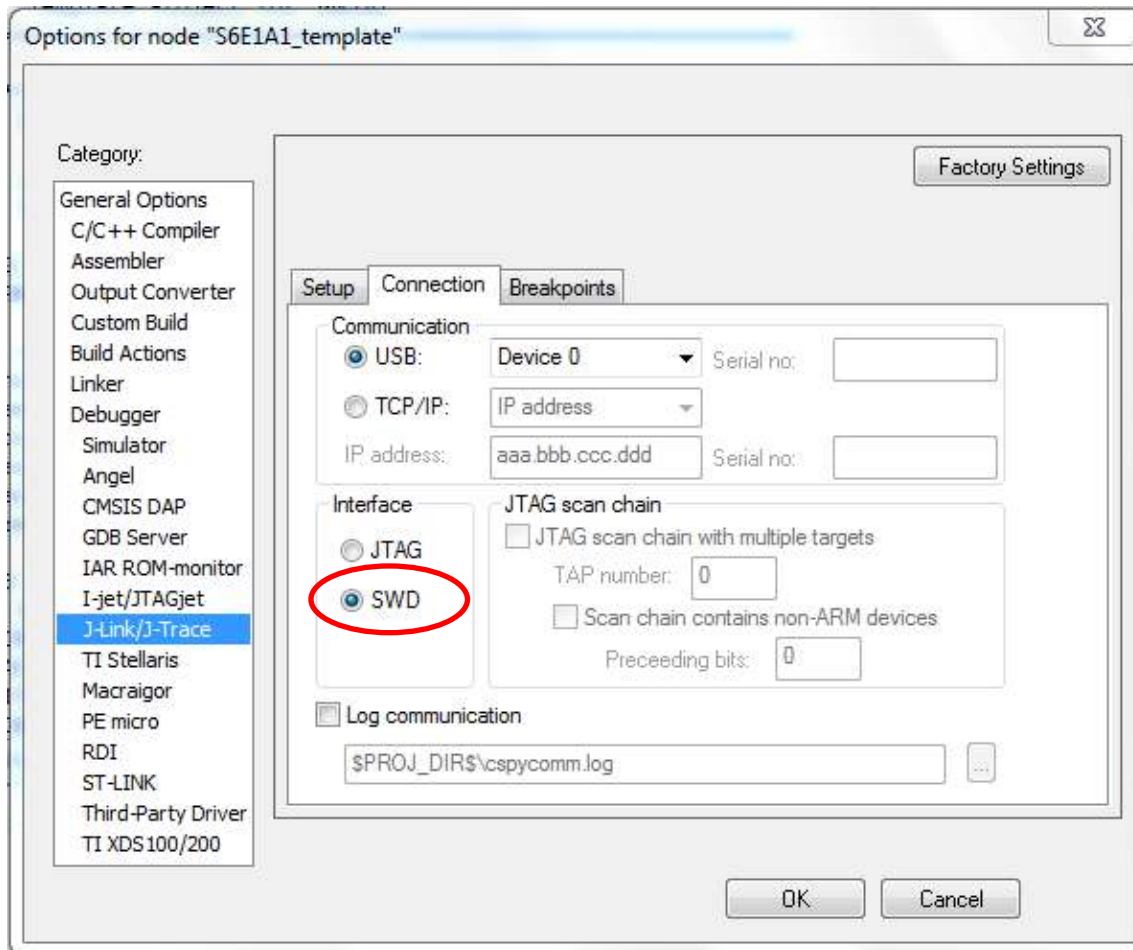 Options for node "S6E1A1_template"
Category:
General Options
C/C++ Compiler
Assembler
Output Converter
Custom Build
Build Actions
Linker
Debugger
Simulator
Angel
CMSIS DAP
GDB Server
IAR ROM-monitor
I-jet/JTAGjet
J-Link/J-Trace
TI Stellaris
Macraigor
PE micro
RDI
ST-LINK
Third-Party Driver
TI XDS100/200
Factory Settings
Setup Connection Breakpoints
Communication
USB: Device 0 Serial no:
TCP/IP: IP address
IP address: aaa.bbb.ccc.ddd Serial no:
Interface
JTAG
SWD
JTAG scan chain
JTAG scan chain with multiple targets
TAP number: 0
Scan chain contains non-ARM devices
Preceeding bits: 0
Log communication
$PROJ_DIR$\cspycomm.log ...
OK Cancel